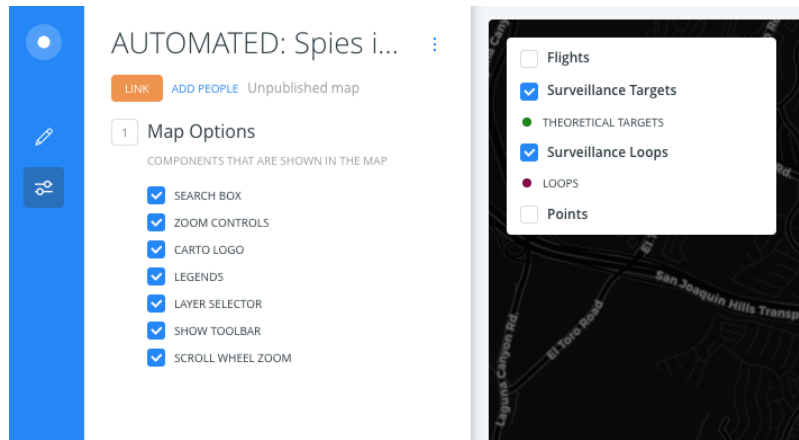 AUTOMATED: Spies i...
LINK ADD PEOPLE Unpublished map
1 Map Options
COMPONENTS THAT ARE SHOWN IN THE MAP
SEARCH BOX
ZOOM CONTROLS
CARTO LOGO
LEGENDS
LAYER SELECTOR
SHOW TOOLBAR
SCROLL WHEEL ZOOM
Flights
Surveillance Targets
THEORETICAL TARGETS
Surveillance Loops
LOOPS
Points
San Joaquin Hills Transp
El Toro Road
Laguna Canyon Rd.